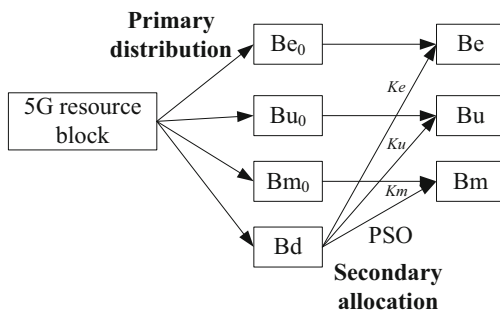 Primary
distribution
5G resource
block
Be₀
Be
Bu₀
Bu
Bm₀
Bm
Bd
Ke
Ku
Km
PSO
Secondary
allocation